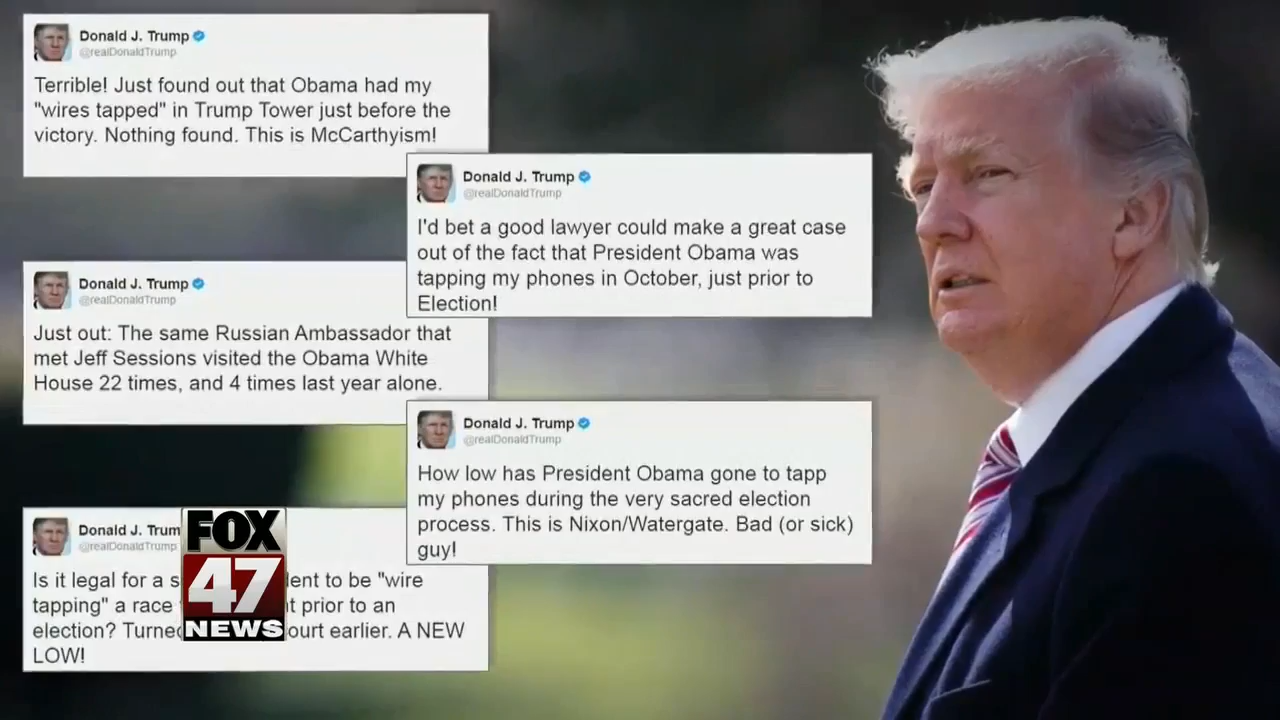 Donald J. Trump
@realDonaldTrump
Terrible! Just found out that Obama had my
"wires tapped" in Trump Tower just before the
victory. Nothing found. This is McCarthyism!
Donald J. Trump
@realDonaldTrump
I'd bet a good lawyer could make a great case
out of the fact that President Obama was
tapping my phones in October, just prior to
Election!
Donald J. Trump
@realDonaldTrump
Just out: The same Russian Ambassador that
met Jeff Sessions visited the Obama White
House 22 times, and 4 times last year alone.
Donald J. Trump
@realDonaldTrump
How low has President Obama gone to tapp
my phones during the very sacred election
process. This is Nixon/Watergate. Bad (or sick)
guy!
Donald J. Trum
@realDonaldTrump
Is it legal for a s dent to be "wire
tapping" a race t prior to an
election? Turned ourt earlier. A NEW
LOW!
FOX
47
NEWS